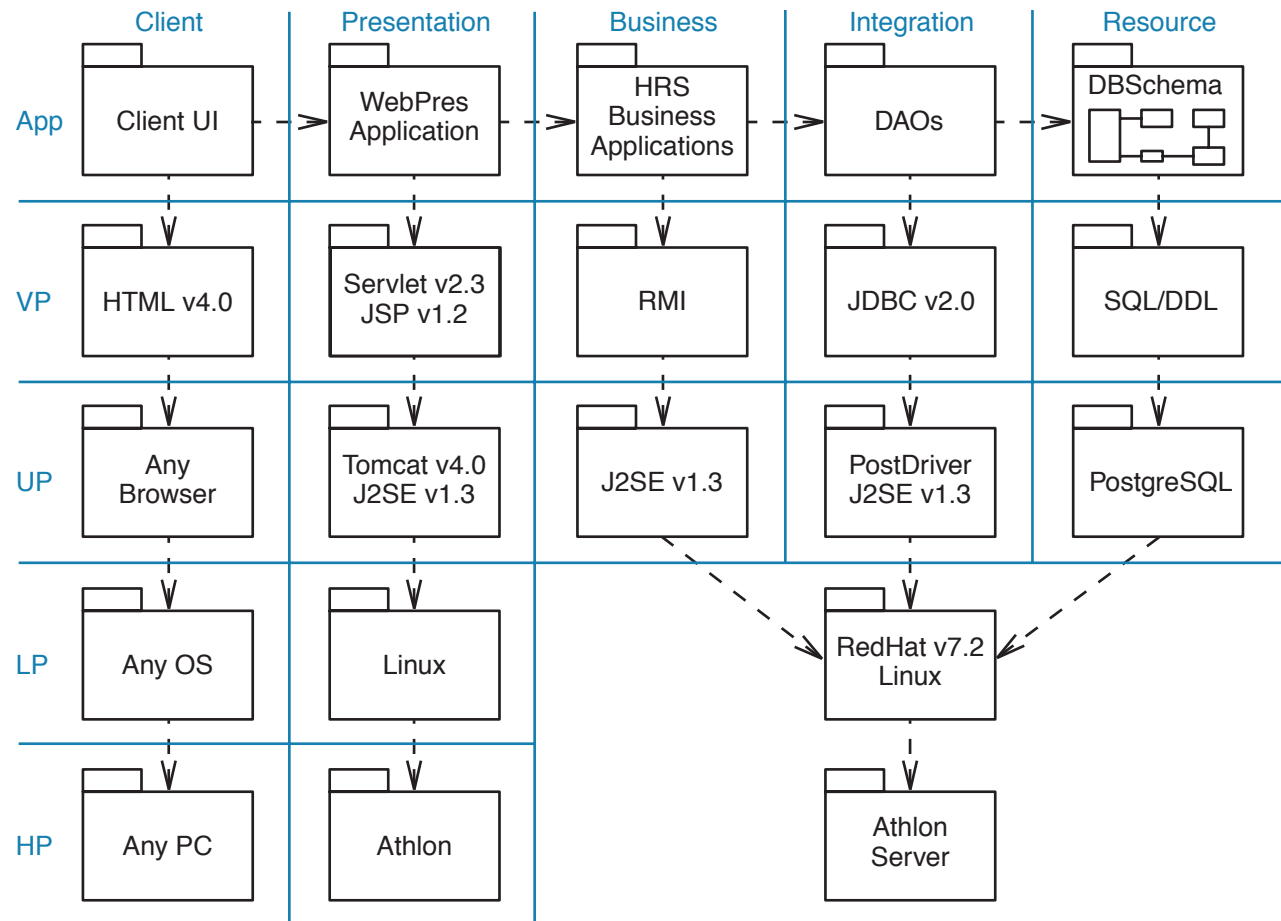 Client
Presentation
Business
Integration
Resource
App
Client UI
WebPres
Application
HRS
Business
Applications
DAOs
DBSchema
VP
HTML v4.0
Servlet v2.3
JSP v1.2
RMI
JDBC v2.0
SQL/DDL
UP
Any
Browser
Tomcat v4.0
J2SE v1.3
J2SE v1.3
PostDriver
J2SE v1.3
PostgreSQL
LP
Any OS
Linux
RedHat v7.2
Linux
HP
Any PC
Athlon
Athlon
Server